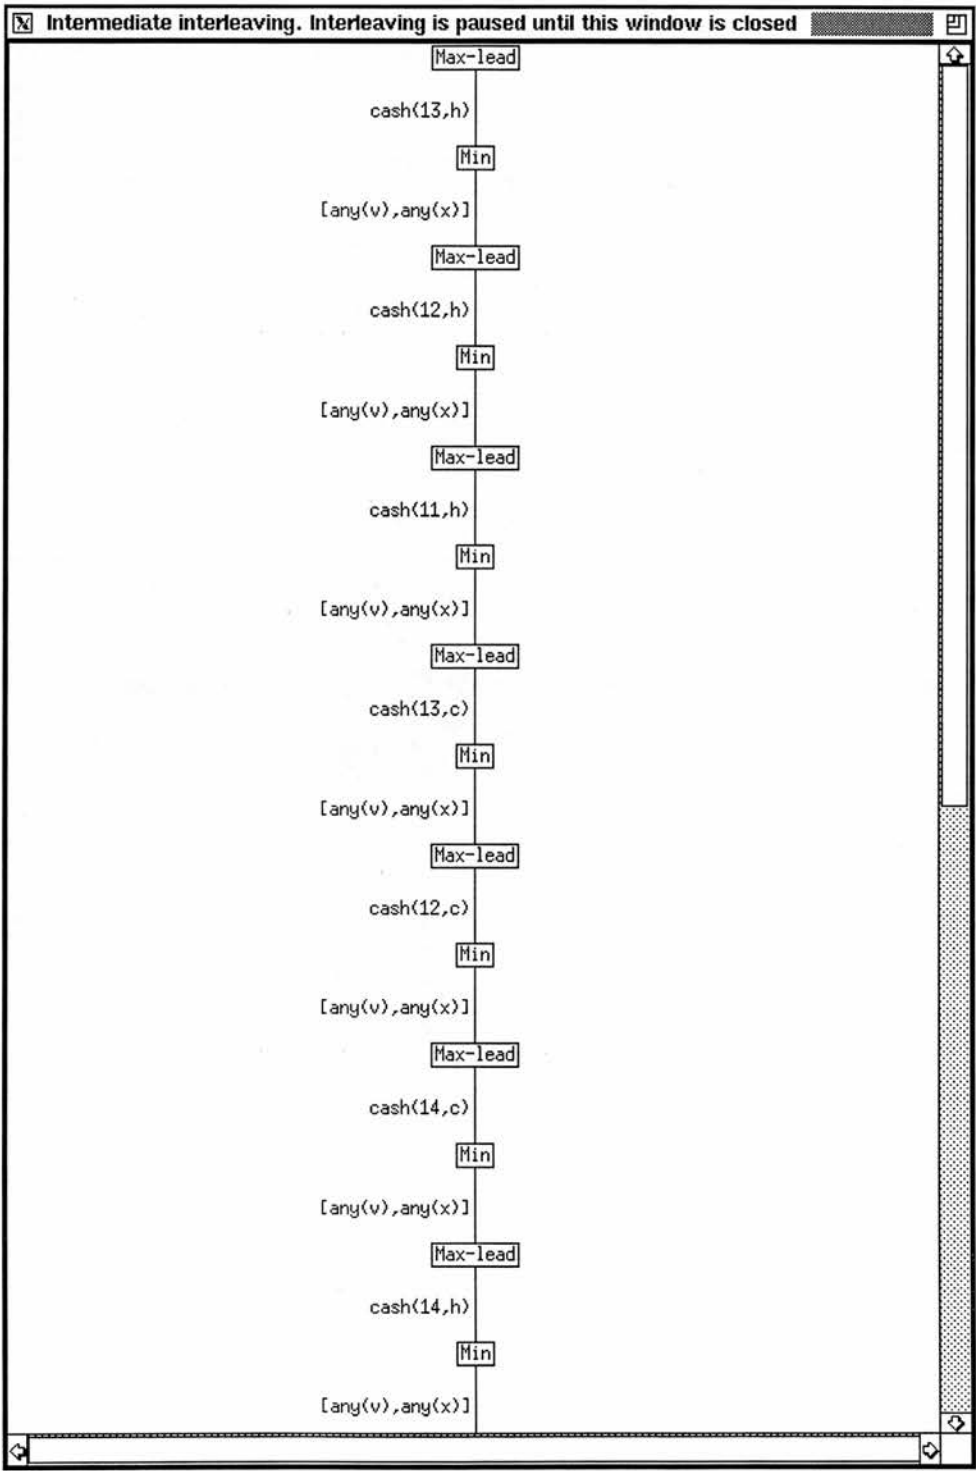 Intermediate interleaving. Interleaving is paused until this window is closed
Max-lead
cash(13,h)
Min
[any(v),any(x)]
Max-lead
cash(12,h)
Min
[any(v),any(x)]
Max-lead
cash(11,h)
Min
[any(v),any(x)]
Max-lead
cash(13,c)
Min
[any(v),any(x)]
Max-lead
cash(12,c)
Min
[any(v),any(x)]
Max-lead
cash(14,c)
Min
[any(v),any(x)]
Max-lead
cash(14,h)
Min
[any(v),any(x)]